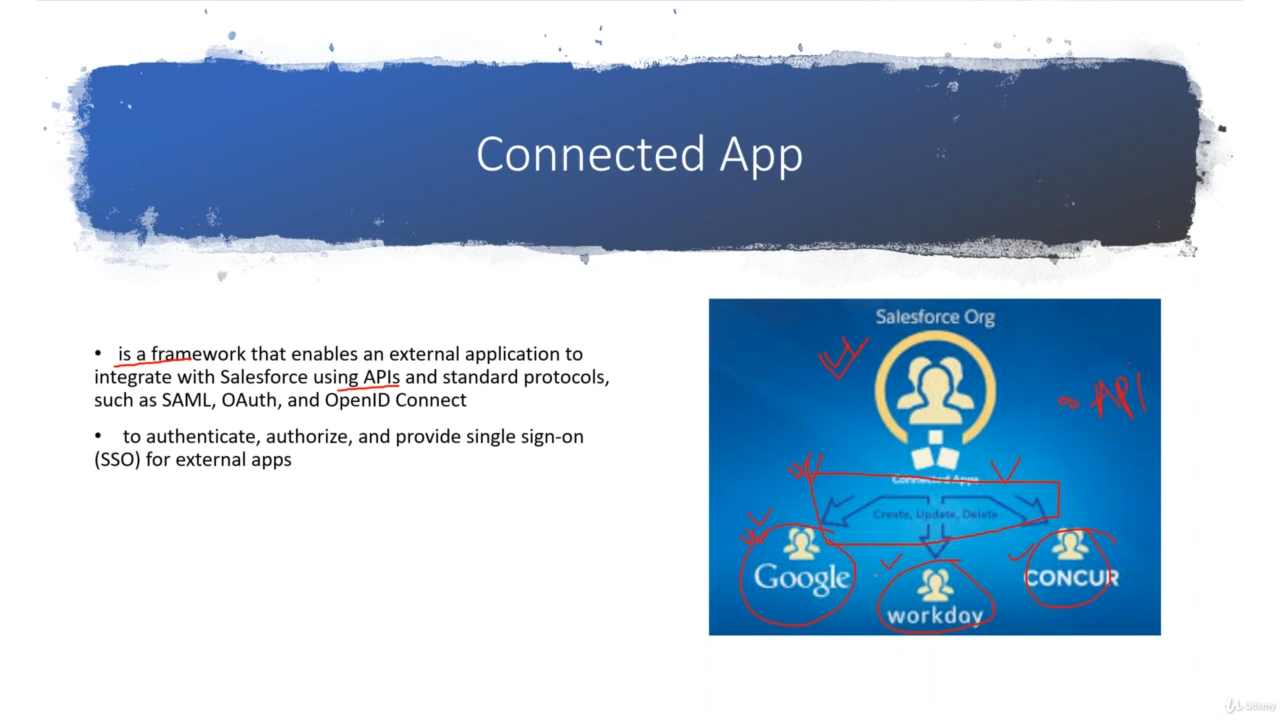 Connected App
• is a framework that enables an external application to
integrate with Salesforce using APIs and standard protocols,
such as SAML, OAuth, and OpenID Connect
• to authenticate, authorize, and provide single sign-on
(SSO) for external apps
Salesforce Org
API
Connected Apps
Create, Update, Delete
Google
workday
CONCUR
Udemy